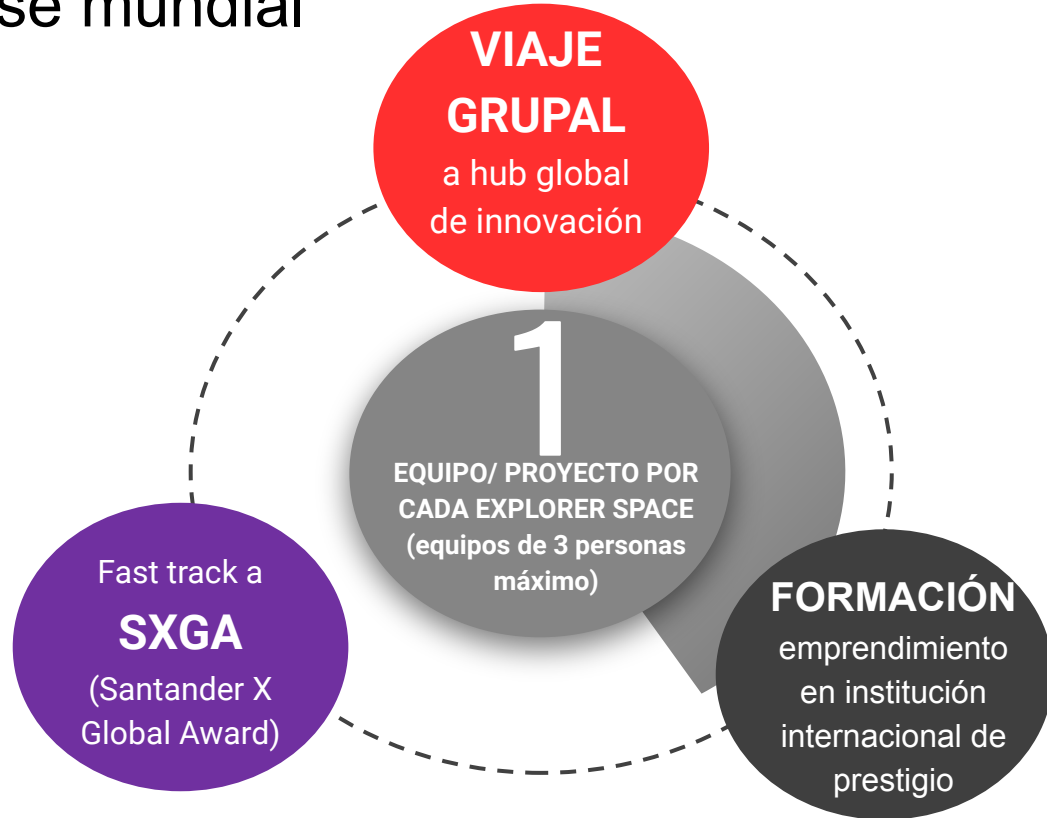 se mundial
VIAJE
GRUPAL
a hub global
de innovación
1
EQUIPO/ PROYECTO POR
CADA EXPLORER SPACE
(equipos de 3 personas
máximo)
Fast track a
SXGA
(Santander X
Global Award)
FORMACIÓN
emprendimiento
en institución
internacional de
prestigio